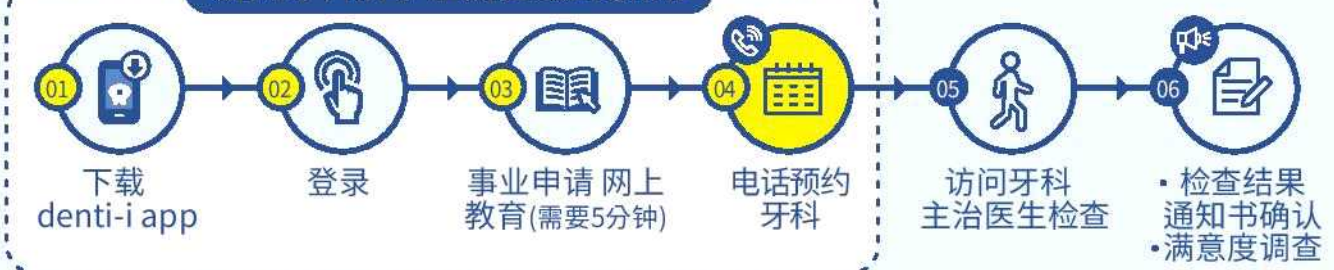 01
下载
denti-i app
02
登录
03
事业申请 网上
教育(需要5分钟)
04
电话预约
牙科
05
访问牙科
主治医生检查
06
·检查结果
通知书确认
·满意度调查